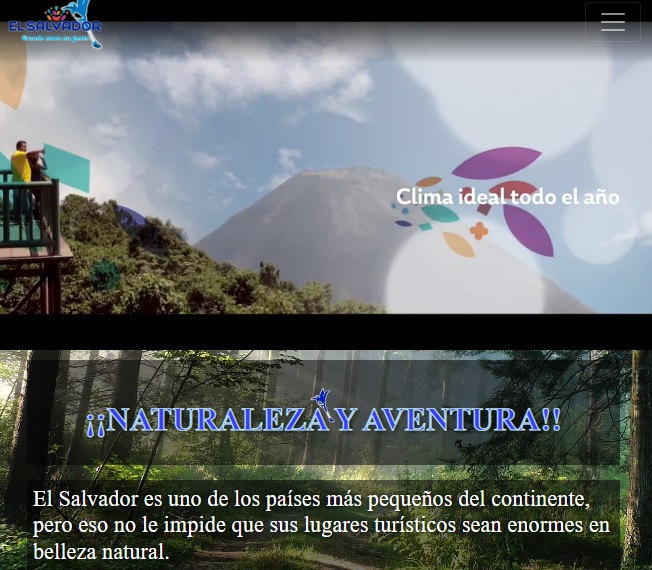 EL SALVADOR
Grande como su gente
Clima ideal todo el año
¡¡NATURALEZA Y AVENTURA!!
El Salvador es uno de los países más pequeños del continente,
pero eso no le impide que sus lugares turísticos sean enormes en
belleza natural.